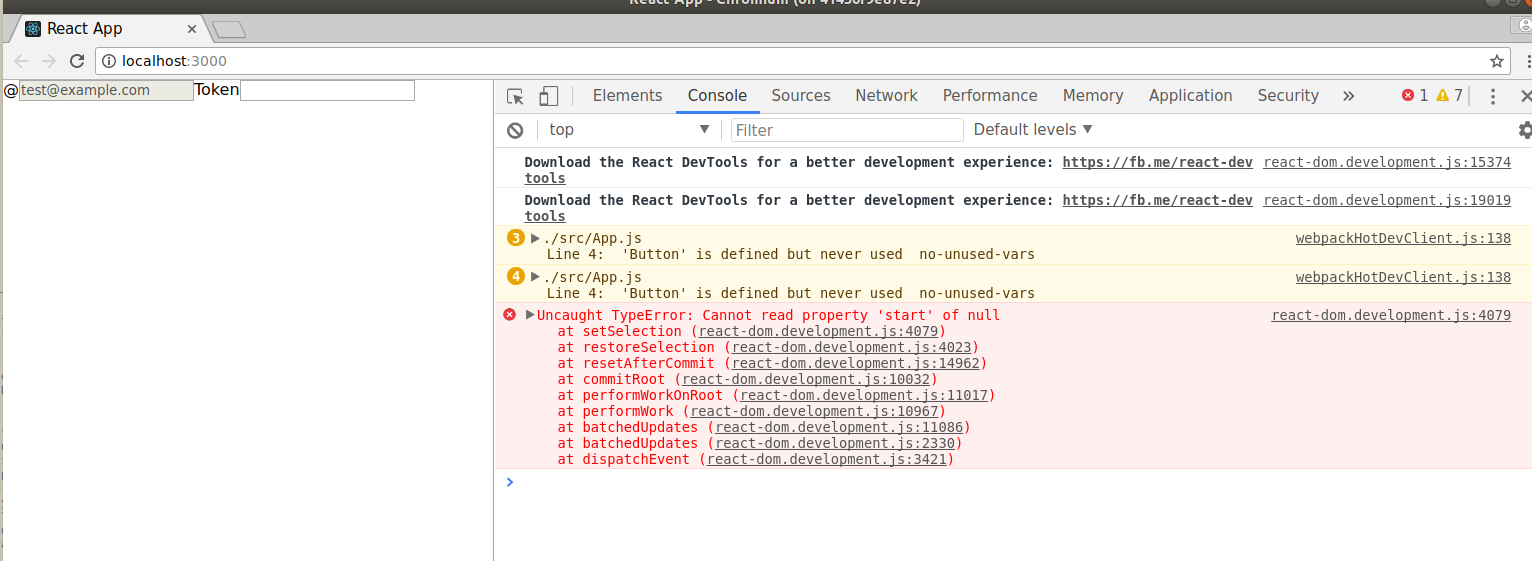 React App - Chromium (on 41438f9e87e2)
React App
localhost:3000
@test@example.com Token
Elements Console Sources Network Performance Memory Application Security » 1 7
top Filter Default levels
Download the React DevTools for a better development experience: https://fb.me/react-dev react-dom.development.js:15374
tools
Download the React DevTools for a better development experience: https://fb.me/react-dev react-dom.development.js:19019
tools
3 ./src/App.js webpackHotDevClient.js:138
Line 4: 'Button' is defined but never used no-unused-vars
4 ./src/App.js webpackHotDevClient.js:138
Line 4: 'Button' is defined but never used no-unused-vars
Uncaught TypeError: Cannot read property 'start' of null react-dom.development.js:4079
at setSelection (react-dom.development.js:4079)
at restoreSelection (react-dom.development.js:4023)
at resetAfterCommit (react-dom.development.js:14962)
at commitRoot (react-dom.development.js:10032)
at performWorkOnRoot (react-dom.development.js:11017)
at performWork (react-dom.development.js:10967)
at batchedUpdates (react-dom.development.js:11086)
at batchedUpdates (react-dom.development.js:2330)
at dispatchEvent (react-dom.development.js:3421)